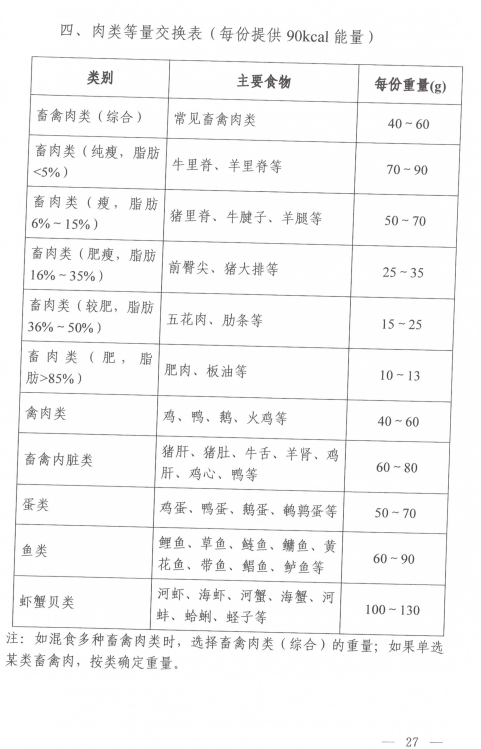 四、肉类等量交换表（每份提供 90kcal 能量）
类别 主要食物 每份重量(g)
畜禽肉类（综合） 常见畜禽肉类 40~60
畜肉类（纯瘦，脂肪
<5%） 牛里脊、羊里脊等 70~90
畜肉类（瘦，脂肪
6%~15%） 猪里脊、牛腱子、羊腿等 50~70
畜肉类（肥瘦，脂肪
16%~35%） 前臀尖、猪大排等 25~35
畜肉类（较肥，脂肪
36%~50%） 五花肉、肋条等 15~25
畜肉类（肥，脂
肪>85%） 肥肉、板油等 10~13
禽肉类 鸡、鸭、鹅、火鸡等 40~60
畜禽内脏类 猪肝、猪肚、牛舌、羊肾、鸡
肝、鸡心、鸭等 60~80
蛋类 鸡蛋、鸭蛋、鹅蛋、鹌鹑蛋等 50~70
鱼类 鲤鱼、草鱼、鲢鱼、鳙鱼、黄
花鱼、带鱼、鲳鱼、鲈鱼等 60~90
虾蟹贝类 河虾、海虾、河蟹、海蟹、河
蚌、蛤蜊、蛏子等 100~130
注：如混食多种畜禽肉类时，选择畜禽肉类（综合）的重量；如果单选
某类畜禽肉，按类确定重量。
— 27 —